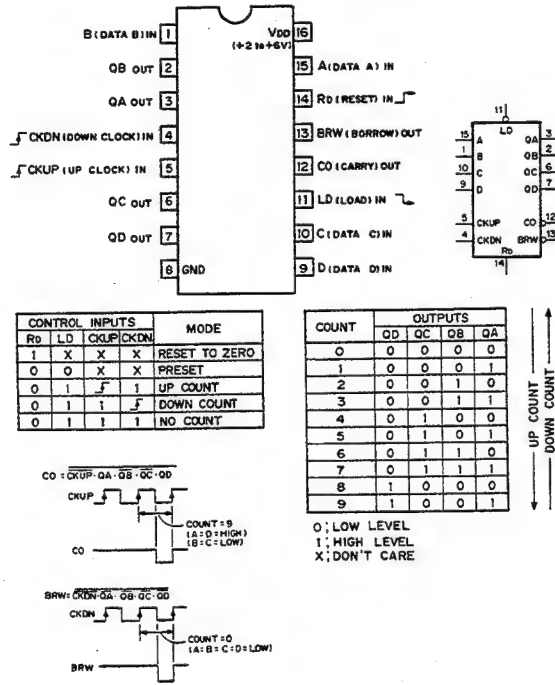 B (DATA B) IN 1
QB OUT 2
QA OUT 3
CKDN (DOWN CLOCK) IN 4
CKUP (UP CLOCK) IN 5
QC OUT 6
QD OUT 7
8 GND
VDD 16
(+2 to +6V)
15 A (DATA A) IN
14 RD (RESET) IN
13 BRW (BORROW) OUT
12 CO (CARRY) OUT
11 LD (LOAD) IN
10 C (DATA C) IN
9 D (DATA D) IN
11
LD
15 A QA 3
1 B QB 2
10 C QC 6
9 D QD 7
5 CKUP CO 12
4 CKDN BRW 13
RD
14
CONTROL INPUTS MODE
RD LD CKUP CKDN
1 X X X RESET TO ZERO
0 0 X X PRESET
0 1 1 UP COUNT
0 1 1 DOWN COUNT
0 1 1 1 NO COUNT
COUNT OUTPUTS
QD QC QB QA
0 0 0 0 0
1 0 0 0 1
2 0 0 1 0
3 0 0 1 1
4 0 1 0 0
5 0 1 0 1
6 0 1 1 0
7 0 1 1 1
8 1 0 0 0
9 1 0 0 1
UP COUNT
DOWN COUNT
0; LOW LEVEL
1; HIGH LEVEL
X; DON'T CARE
CO = CKUP·QA·QB·QC·QD
CKUP
COUNT = 9
(A=D=HIGH)
(B=C=LOW)
CO
BRW = CKDN·QA·QB·QC·QD
CKDN
COUNT = 0
(A=B=C=D=LOW)
BRW